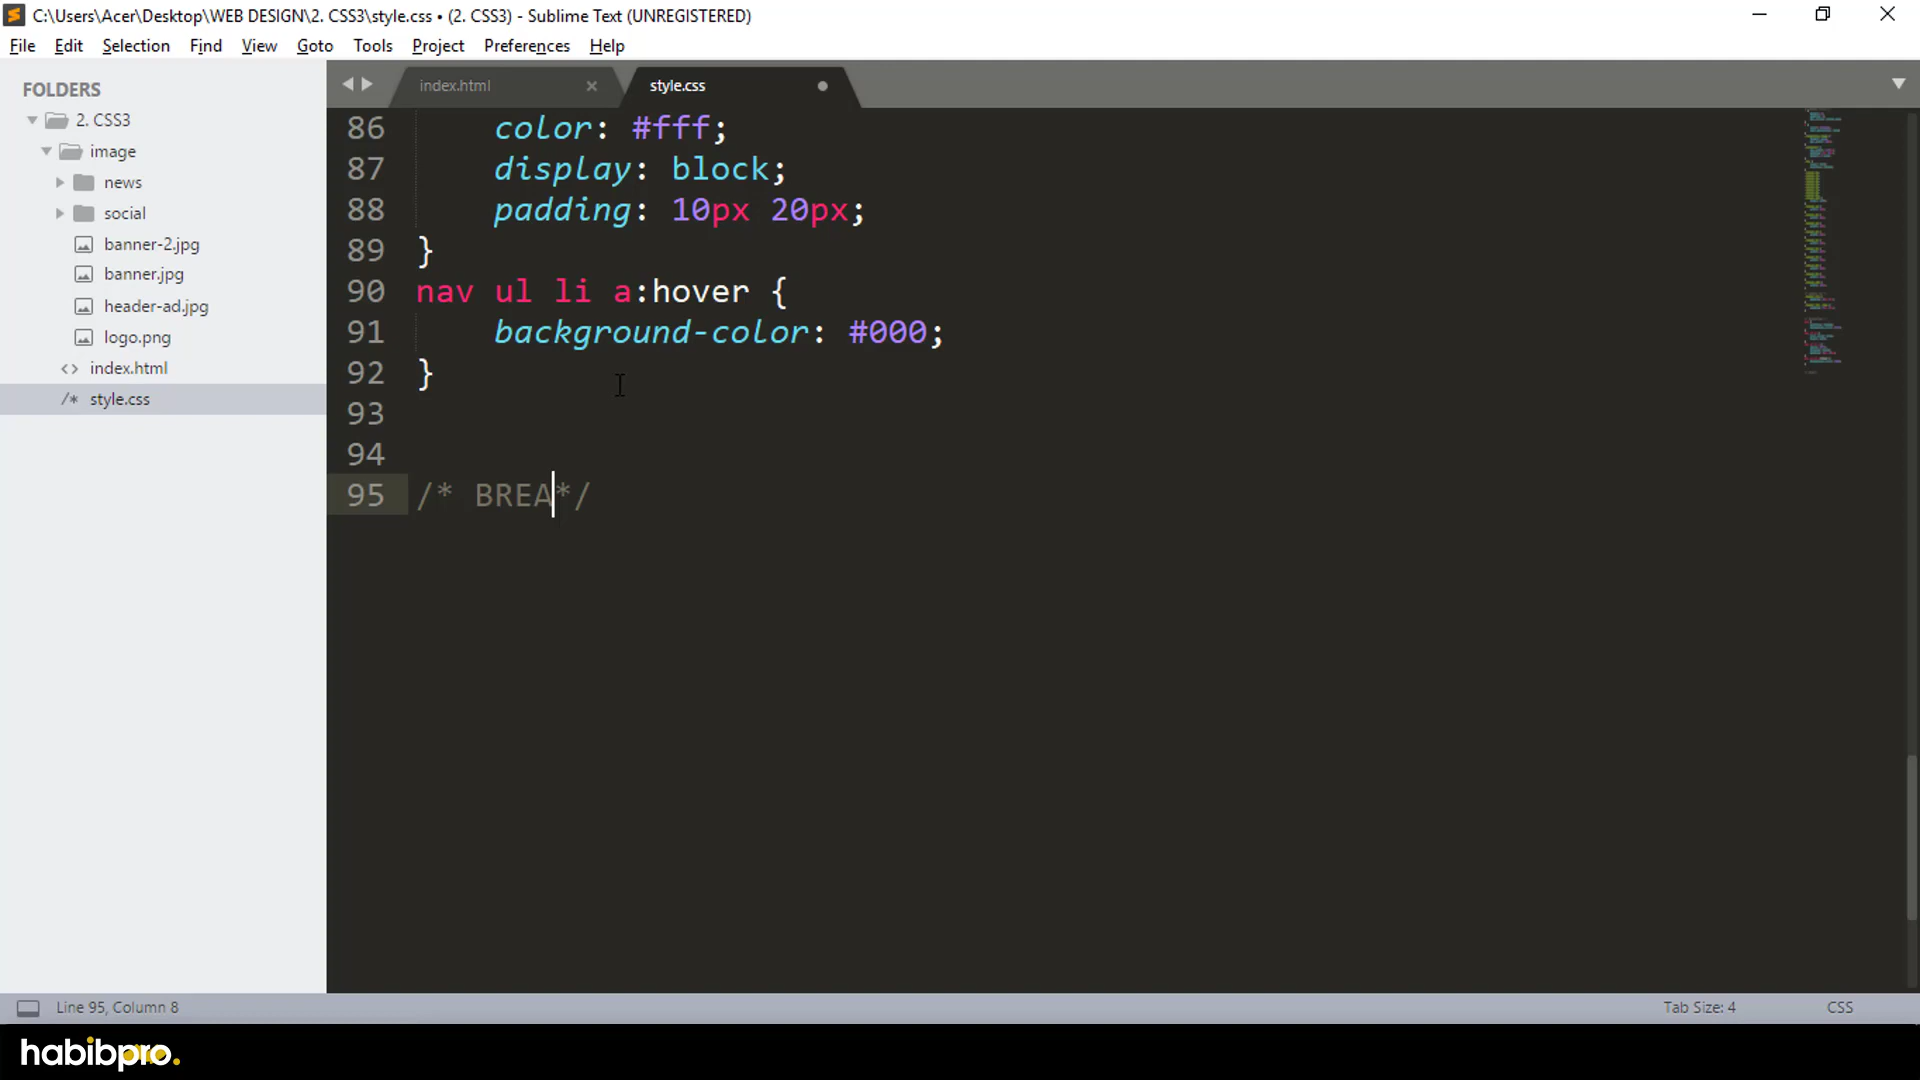 C:\Users\Acer\Desktop\WEB DESIGN\2. CSS3\style.css • (2. CSS3) - Sublime Text (UNREGISTERED)
File Edit Selection Find View Goto Tools Project Preferences Help
FOLDERS
2. CSS3
image
news
social
banner-2.jpg
banner.jpg
header-ad.jpg
logo.png
<> index.html
/* style.css
index.html
style.css
86 color: #fff;
87 display: block;
88 padding: 10px 20px;
89 }
90 nav ul li a:hover {
91 background-color: #000;
92 }
93
94
95 /* BREA*/
Line 95, Column 8
Tab Size: 4
CSS
habibpro.